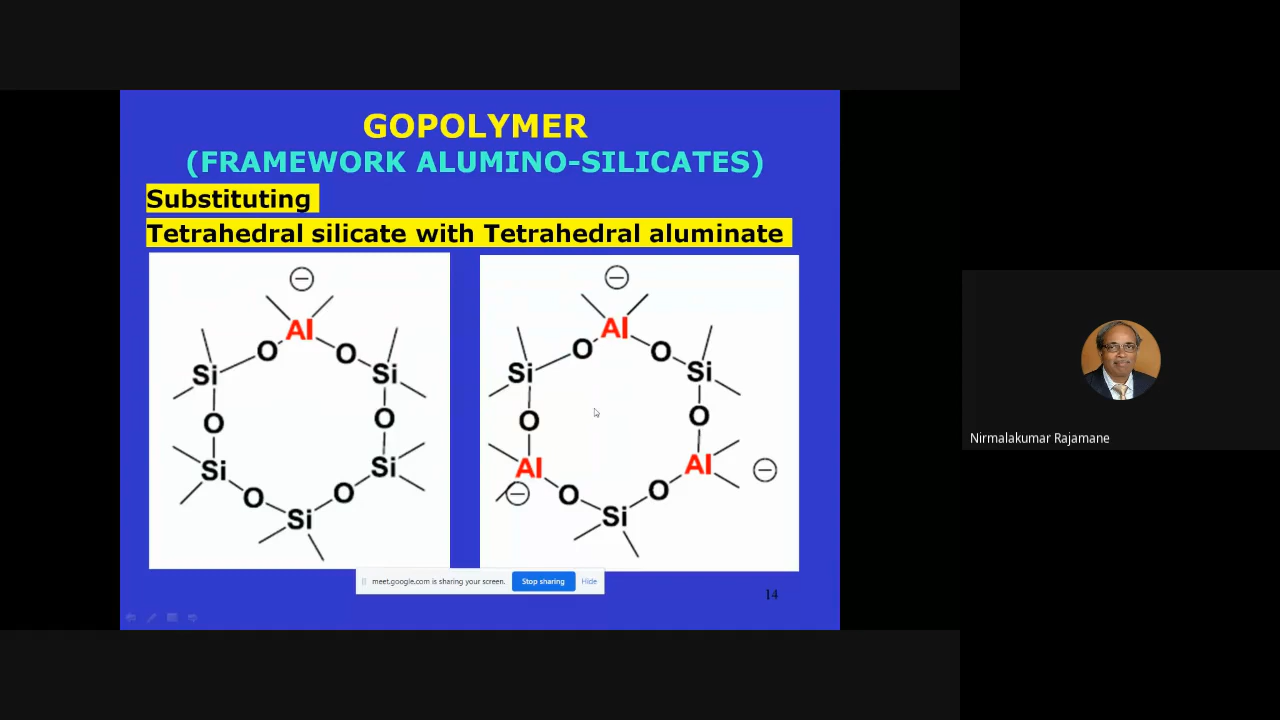 GOPOLYMER
(FRAMEWORK ALUMINO-SILICATES)
Substituting
Tetrahedral silicate with Tetrahedral aluminate
Al
O
O
Si
Si
O
O
Si
Si
O
O
Si
Al
O
O
Si
Si
O
O
Al
Al
O
O
Si
meet.google.com is sharing your screen.
Stop sharing
Hide
14
Nirmalakumar Rajamane